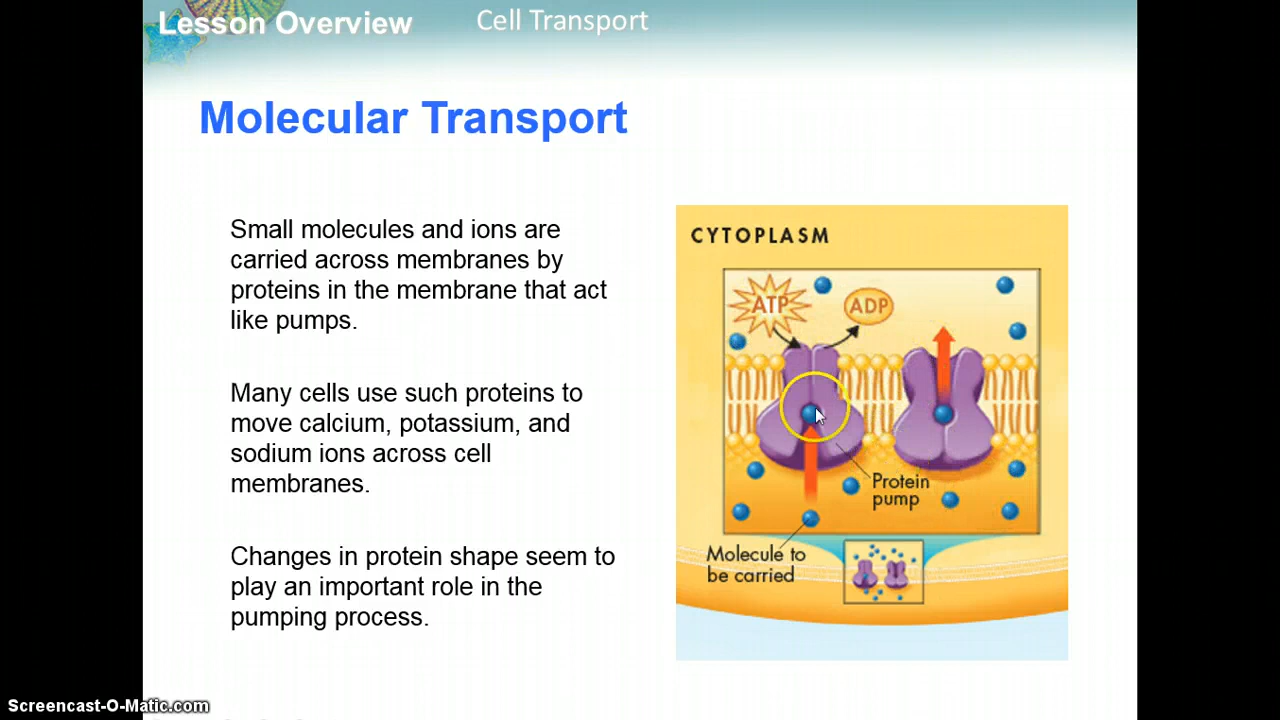 Lesson Overview
Cell Transport
Molecular Transport
Small molecules and ions are
carried across membranes by
proteins in the membrane that act
like pumps.
Many cells use such proteins to
move calcium, potassium, and
sodium ions across cell
membranes.
Changes in protein shape seem to
play an important role in the
pumping process.
CYTOPLASM
ATP
ADP
Protein
pump
Molecule to
be carried
Screencast-O-Matic.com